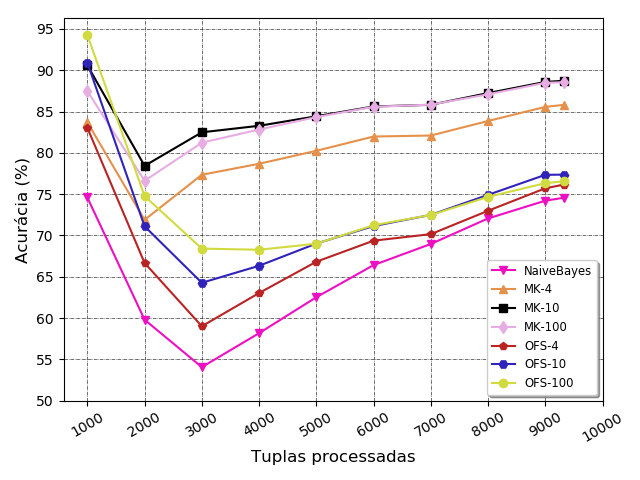 95
90
85
80
75
70
65
60
55
50
Acurácia (%)
1000 2000 3000 4000 5000 6000 7000 8000 9000 10000
Tuplas processadas
NaiveBayes
MK-4
MK-10
MK-100
OFS-4
OFS-10
OFS-100